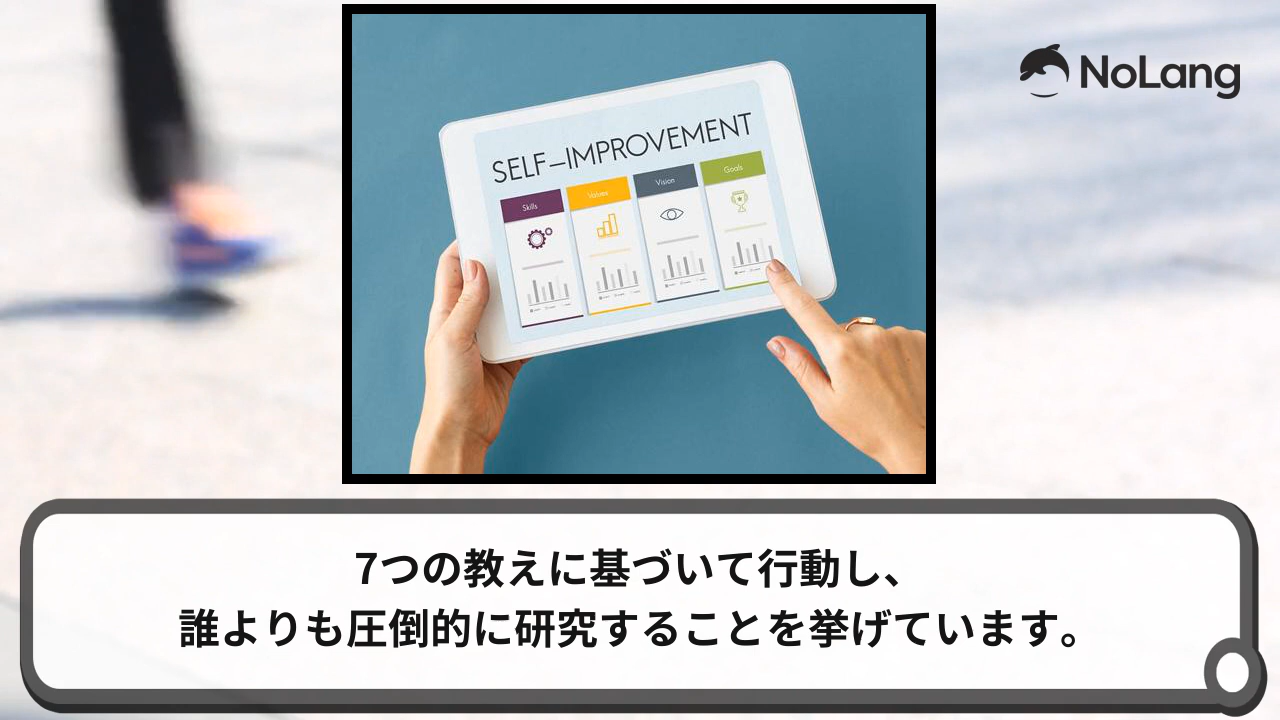 NoLang
SELF–IMPROVEMENT
Skills
Values
Vision
Goals
7つの教えに基づいて行動し、
誰よりも圧倒的に研究することを挙げています。